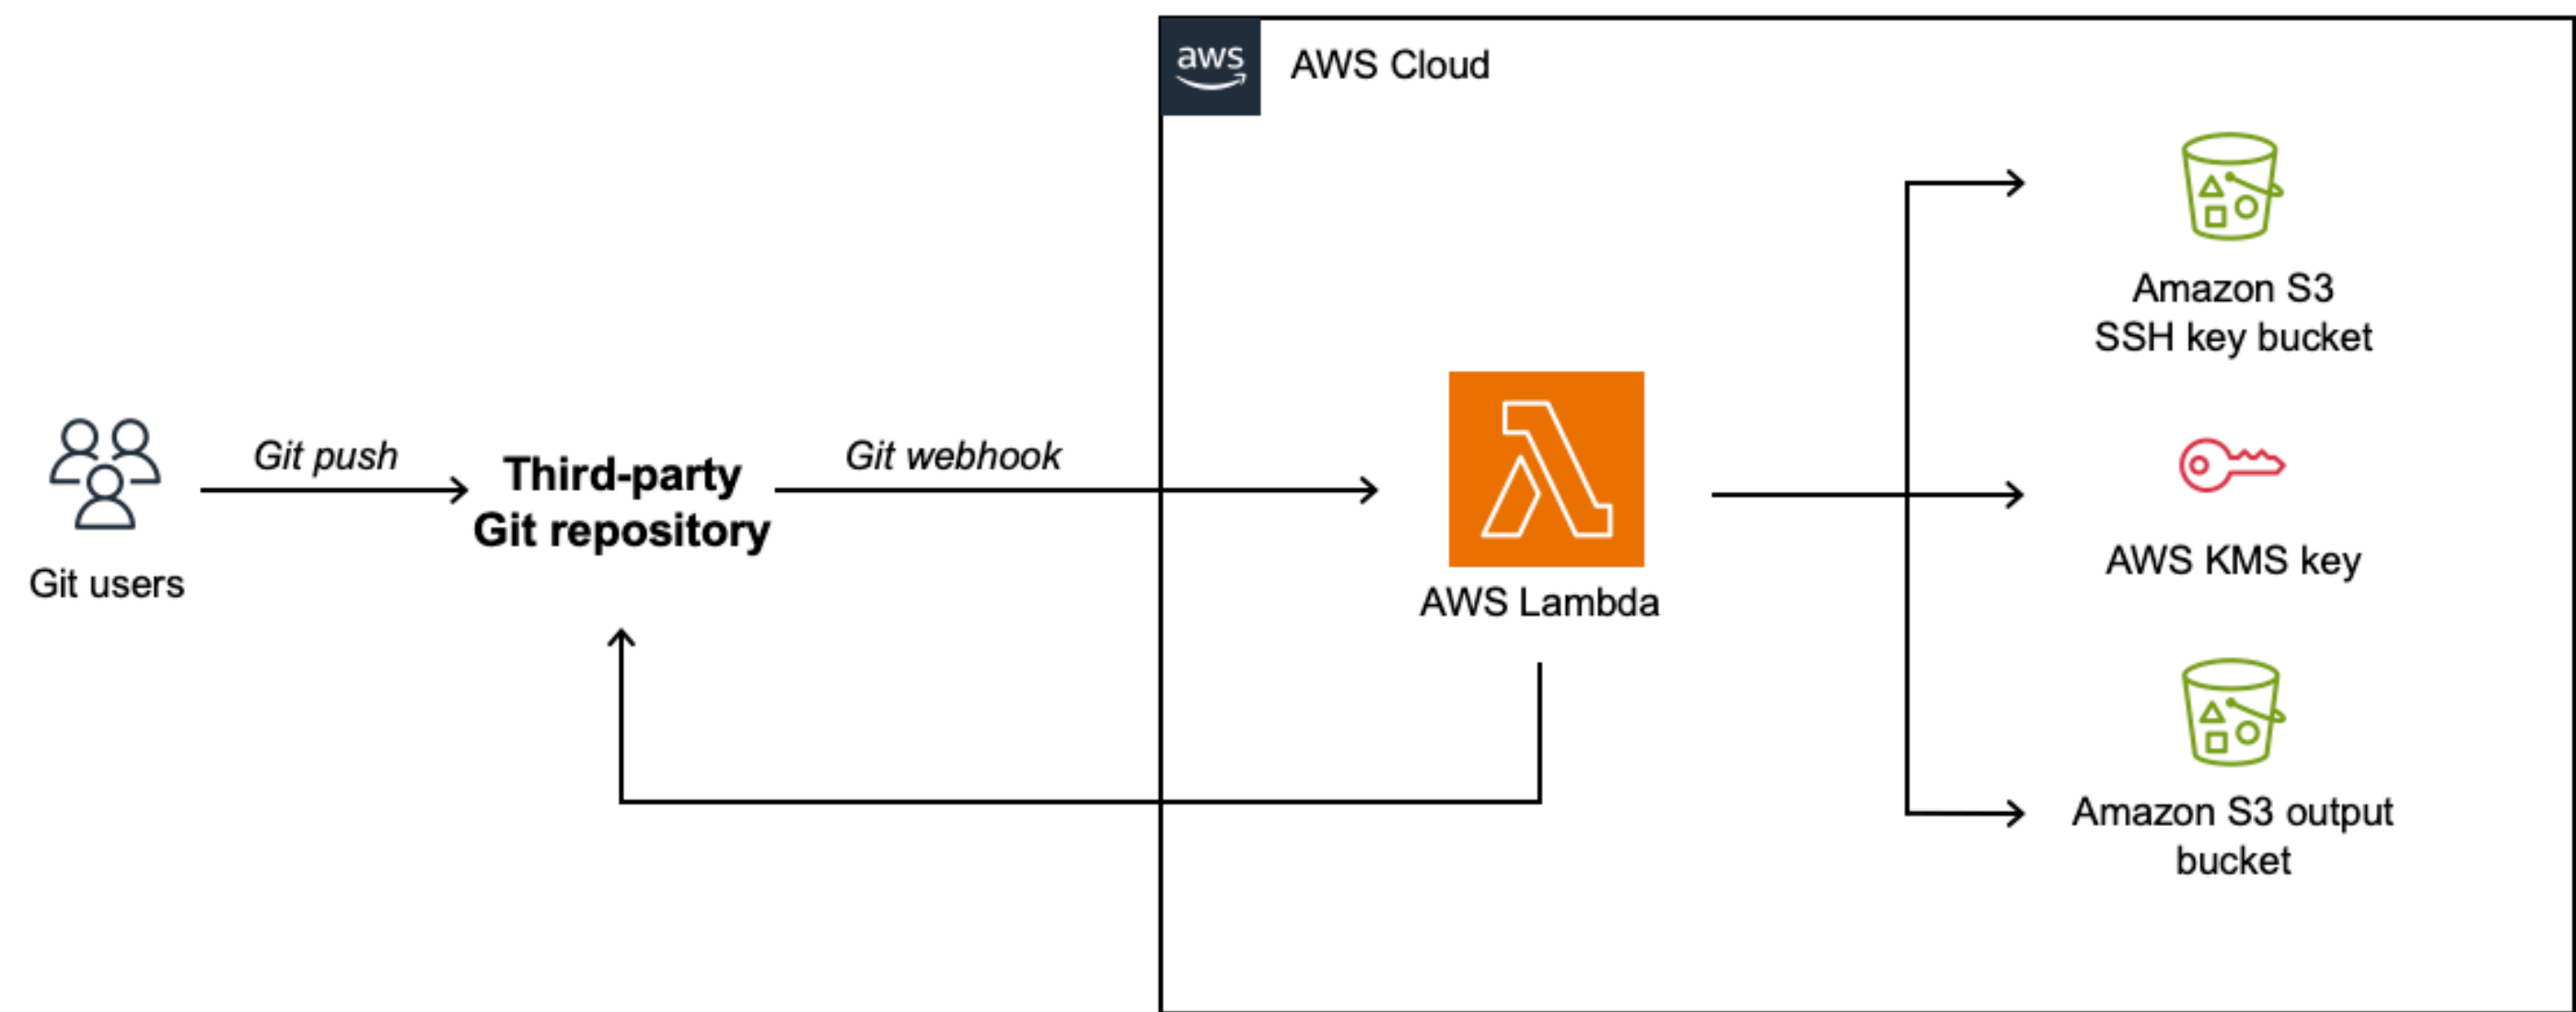 aws
AWS Cloud
Amazon S3
SSH key bucket
Git push
Git webhook
Third-party
Git repository
Git users
AWS Lambda
AWS KMS key
Amazon S3 output
bucket